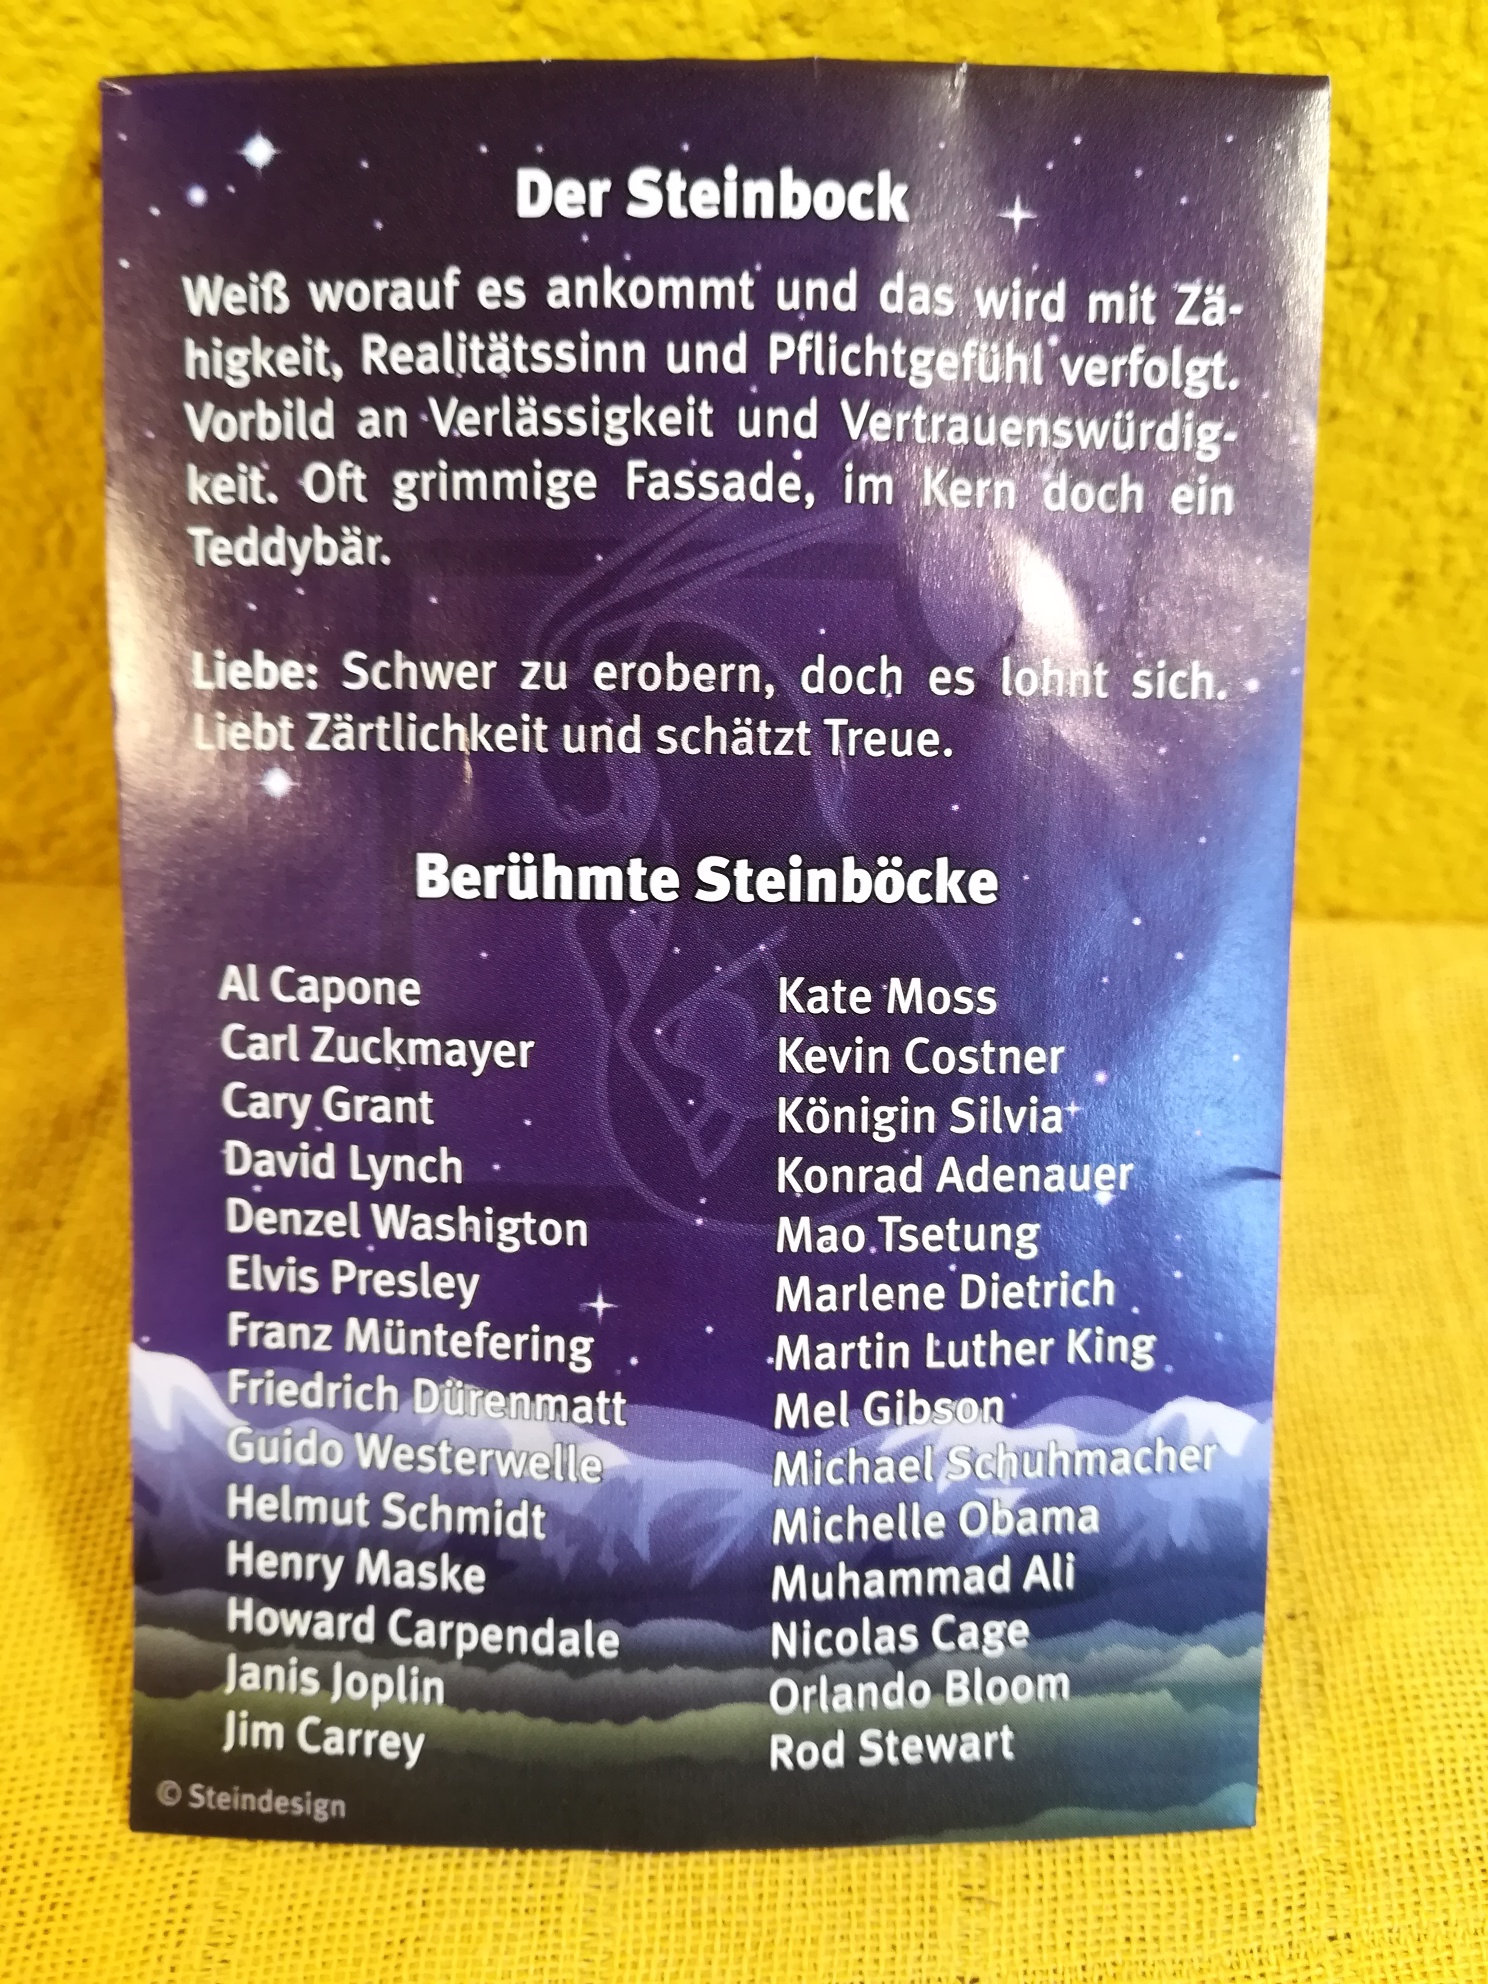 Der Steinbock
Weiß worauf es ankommt und das wird mit Zä-
higkeit, Realitätssinn und Pflichtgefühl verfolgt.
Vorbild an Verlässigkeit und Vertrauenswürdig-
keit. Oft grimmige Fassade, im Kern doch ein
Teddybär.
Liebe: Schwer zu erobern, doch es lohnt sich.
Liebt Zärtlichkeit und schätzt Treue.
Berühmte Steinböcke
Al Capone
Carl Zuckmayer
Cary Grant
David Lynch
Denzel Washigton
Elvis Presley
Franz Müntefering
Friedrich Dürenmatt
Guido Westerwelle
Helmut Schmidt
Henry Maske
Howard Carpendale
Janis Joplin
Jim Carrey
Kate Moss
Kevin Costner
Königin Silvia
Konrad Adenauer
Mao Tsetung
Marlene Dietrich
Martin Luther King
Mel Gibson
Michael Schuhmacher
Michelle Obama
Muhammad Ali
Nicolas Cage
Orlando Bloom
Rod Stewart
© Steindesign